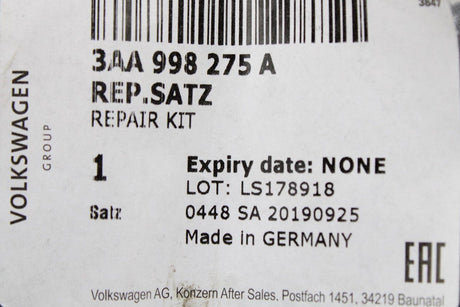 3647
3AA 998 275 A
REP.SATZ
REPAIR KIT
VOLKSWAGEN
GROUP
1 Expiry date: NONE
LOT: LS178918
Satz 0448 SA 20190925
Made in GERMANY
EAC
Volkswagen AG, Konzern After Sales, Postfach 1451, 34219 Baunatal